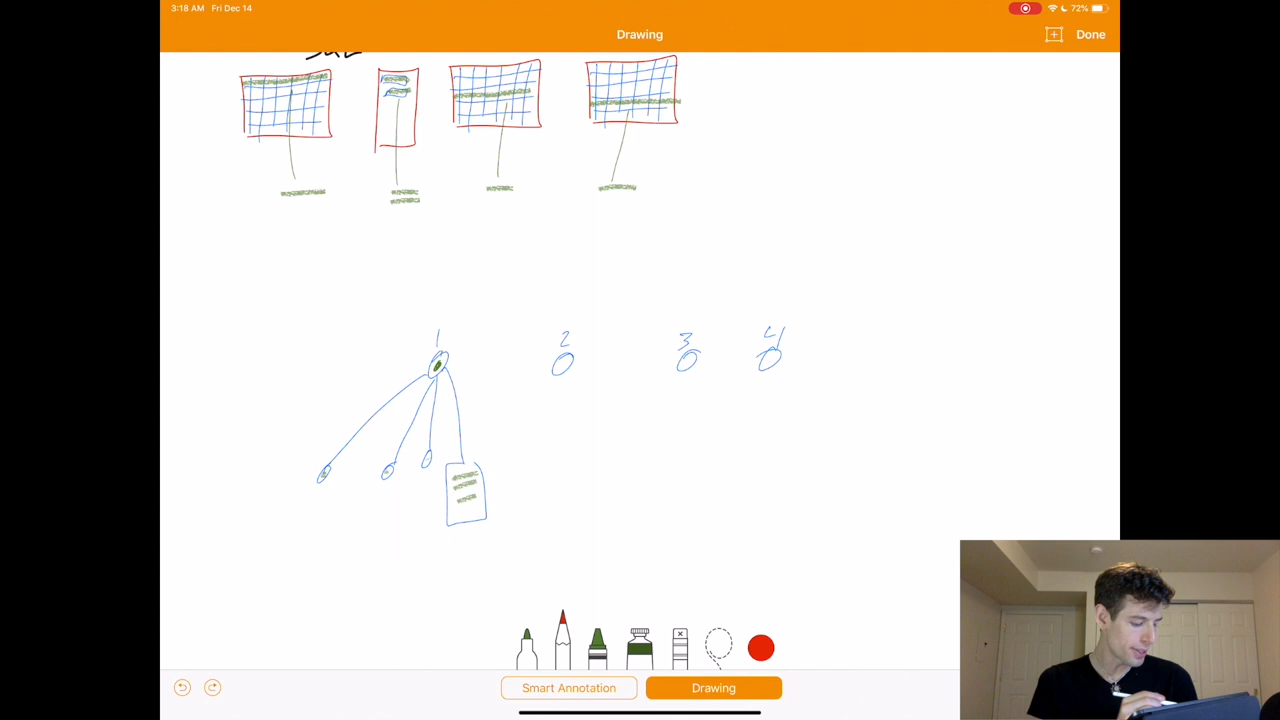 3:18 AM Fri Dec 14
72%
Drawing
Done
1 2 3 4
Smart Annotation
Drawing